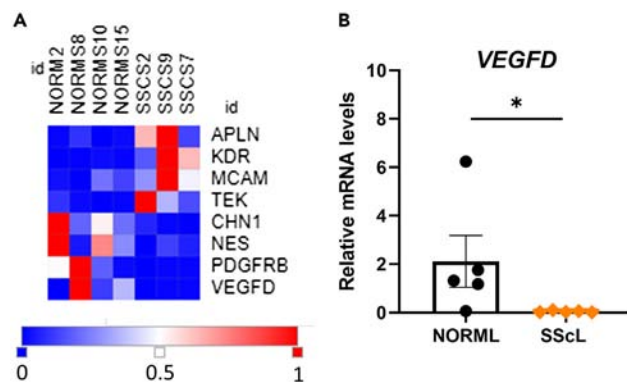 A
id
NORM2
NORMS8
NORMS10
NORMS15
SSCS2
SSCS9
SSCS7
id
APLN
KDR
MCAM
TEK
CHN1
NES
PDGFRB
VEGFD
0
0.5
1
B
VEGFD
*
Relative mRNA levels
10
8
6
4
2
0
NORML
SScL